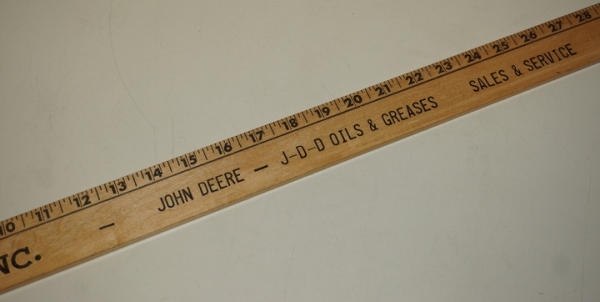 0 11 12 13 14 15 16 17 18 19 20 21 22 23 24 25 26 27 28
NC. — JOHN DEERE — J-D-D OILS & GREASES SALES & SERVICE